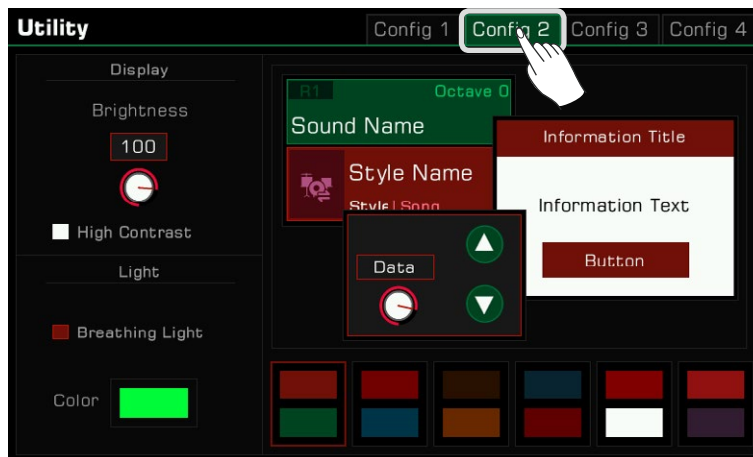 Utility
Config 1
Config 2
Config 3
Config 4
Display
Brightness
100
High Contrast
Light
Breathing Light
Color
R1
Octave 0
Sound Name
Style Name
Style | Song
Information Title
Information Text
Button
Data